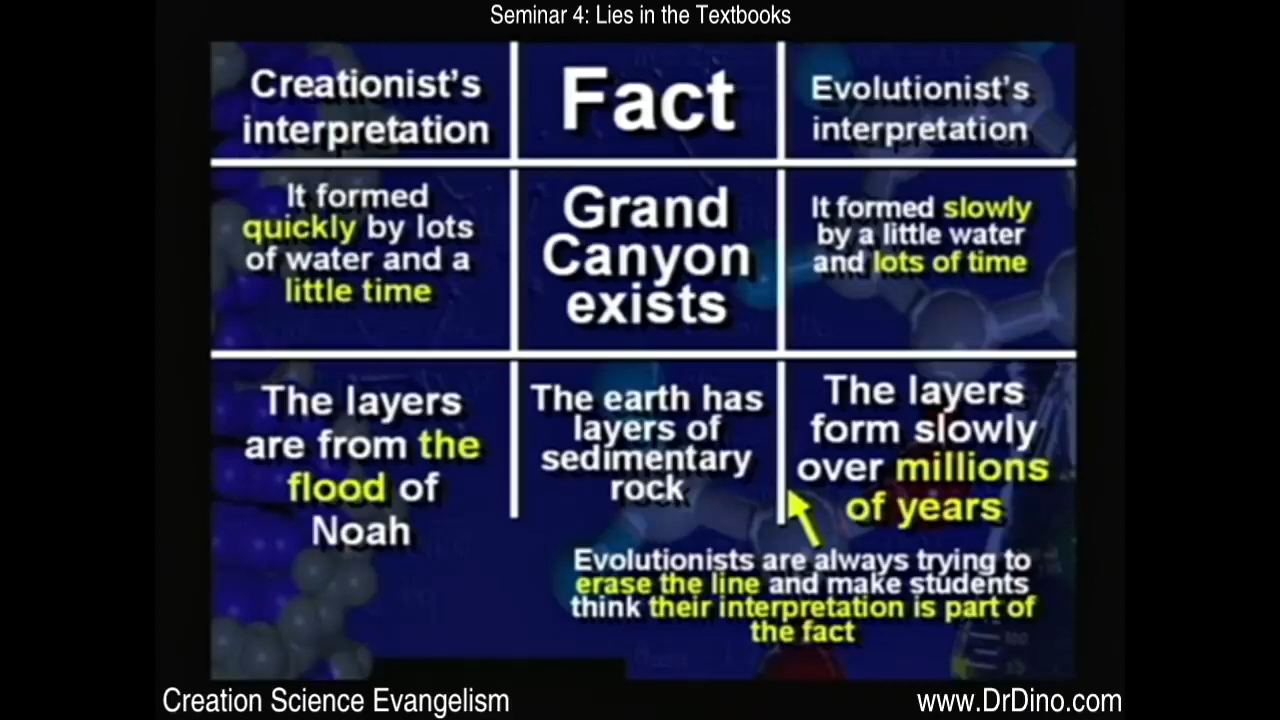 Seminar 4: Lies in the Textbooks
Creationist's
interpretation
Fact
Evolutionist's
interpretation
It formed
quickly by lots
of water and a
little time
Grand
Canyon
exists
It formed slowly
by a little water
and lots of time
The layers
are from the
flood of
Noah
The earth has
layers of
sedimentary
rock
The layers
form slowly
over millions
of years
Evolutionists are always trying to
erase the line and make students
think their interpretation is part of
the fact
Creation Science Evangelism
www.DrDino.com